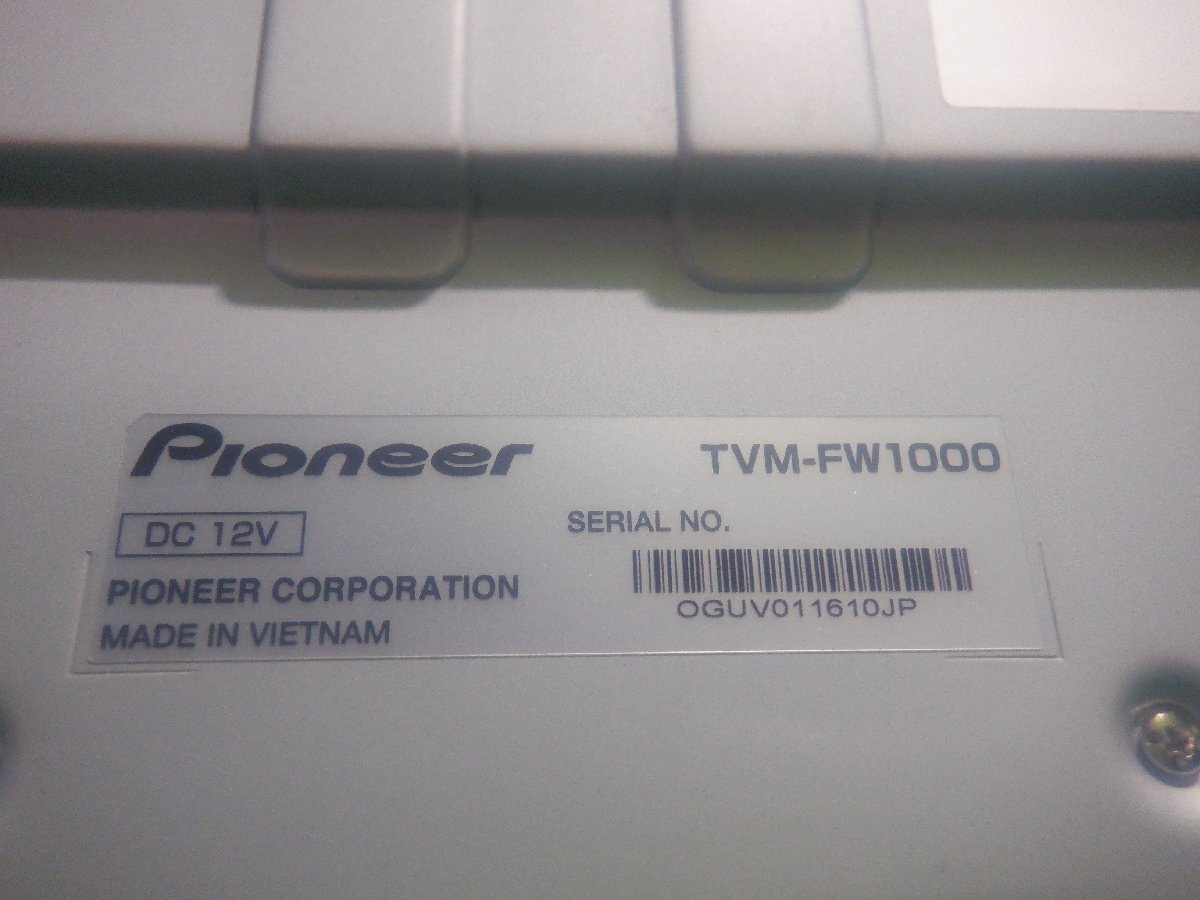 Pioneer
TVM-FW1000
DC 12V
SERIAL NO.
PIONEER CORPORATION
OGUV011610JP
MADE IN VIETNAM